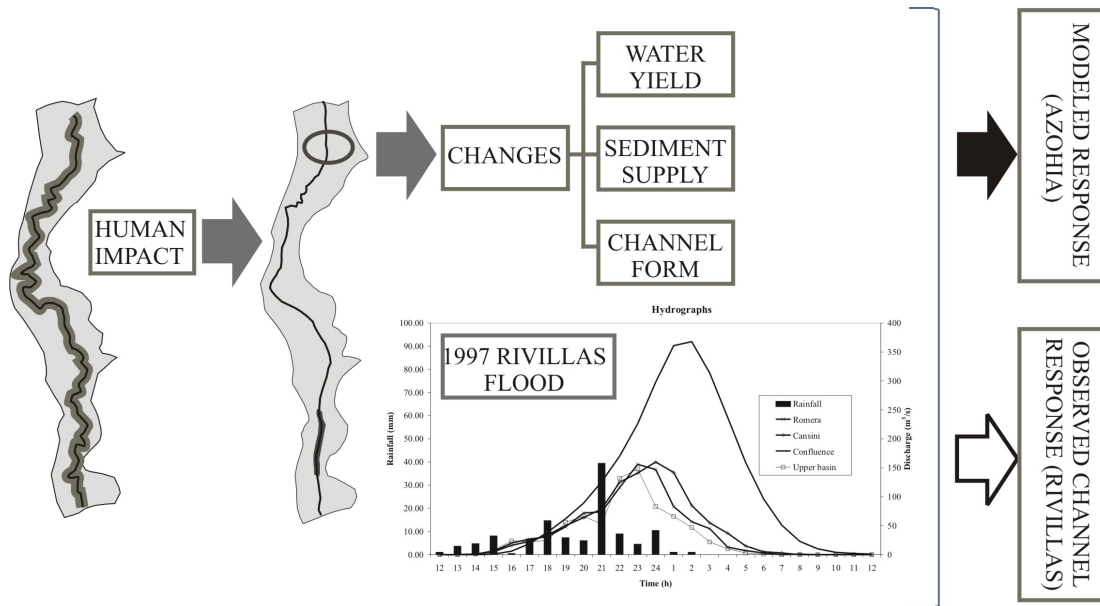 HUMAN
IMPACT
CHANGES
WATER
YIELD
SEDIMENT
SUPPLY
CHANNEL
FORM
MODELED RESPONSE
(AZOHIA)
OBSERVED CHANNEL
RESPONSE (RIVILLAS)
Hydrographs
1997 RIVILLAS
FLOOD
100.00
90.00
80.00
70.00
60.00
50.00
40.00
30.00
20.00
10.00
0.00
Rainfall (mm)
400
350
300
250
200
150
100
50
0
Discharge (m³/s)
Rainfall
Romera
Cansini
Confluence
Upper basin
12 13 14 15 16 17 18 19 20 21 22 23 24 1 2 3 4 5 6 7 8 9 10 11 12
Time (h)